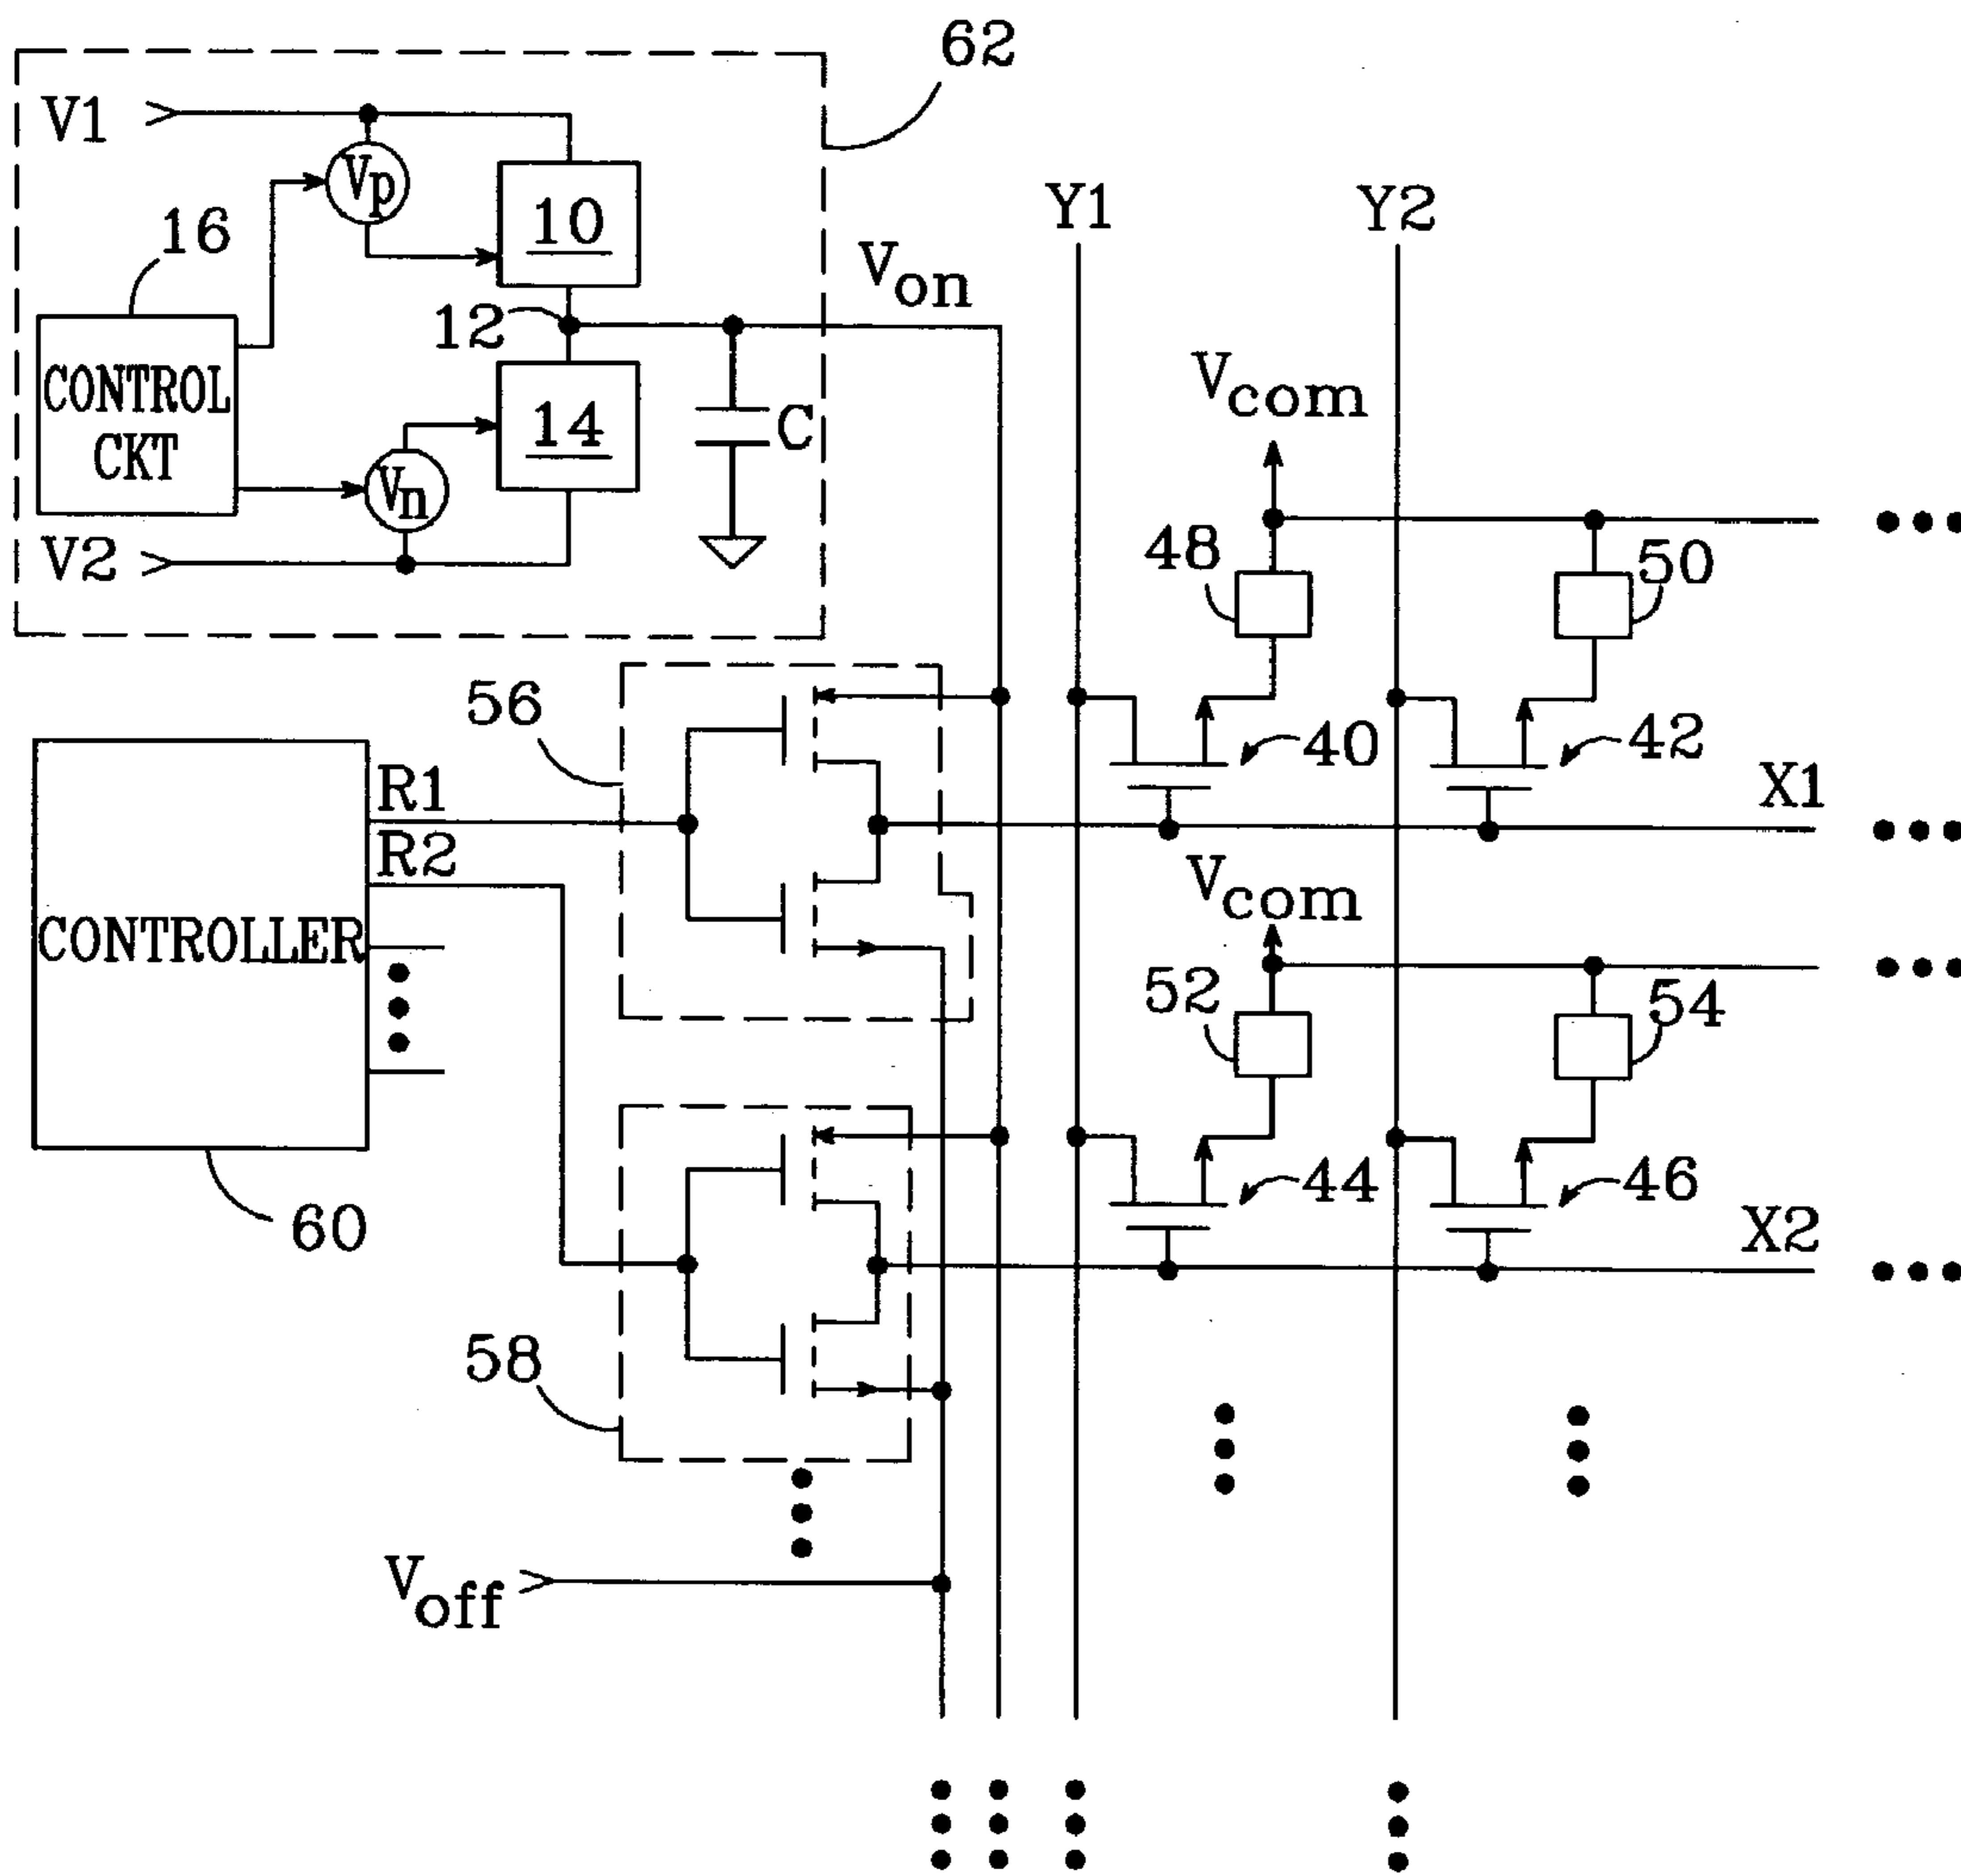 62
V1
Vp
10
16
Y1
Y2
Von
12
CONTROL
CKT
14
C
Vcom
Vn
V2
48
50
56
40
42
R1
X1
R2
Vcom
CONTROLLER
52
54
44
46
60
X2
58
Voff